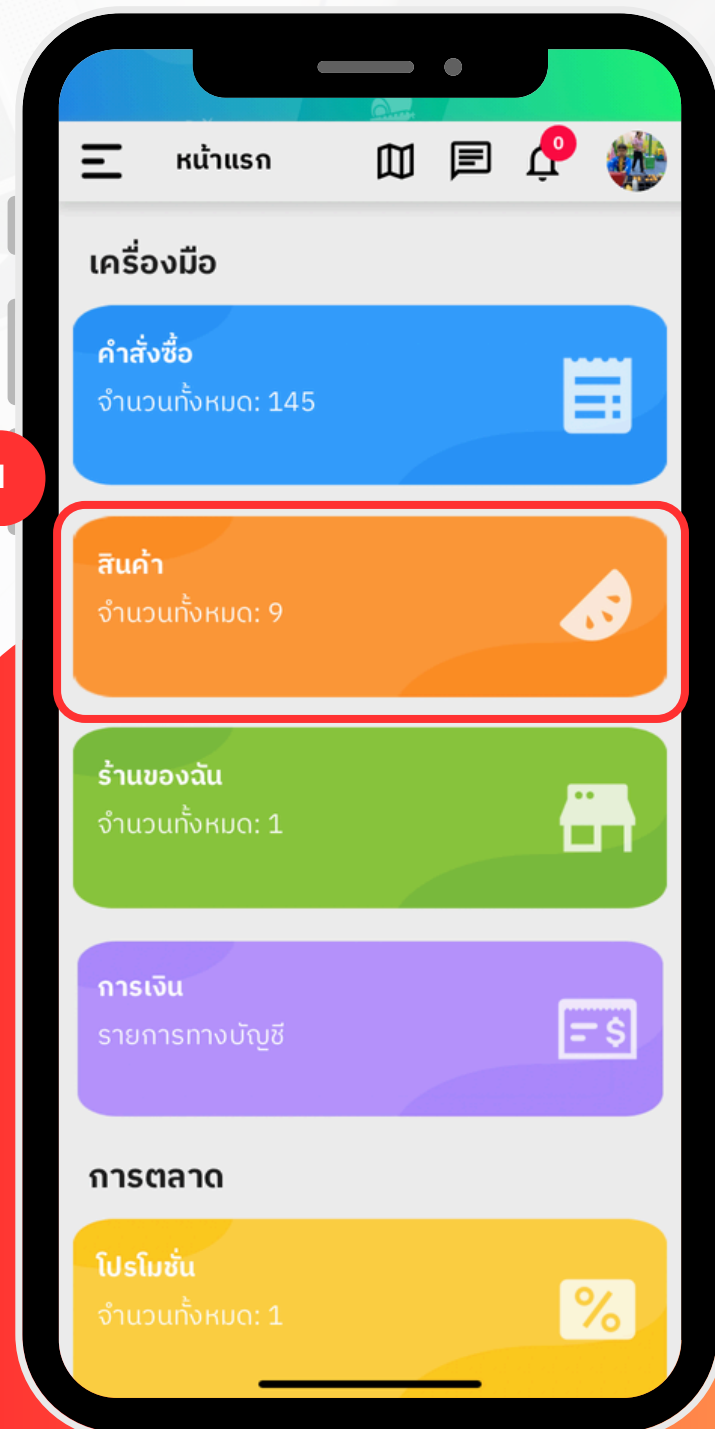 หน้าแรก
0
เครื่องมือ
คำสั่งซื้อ
จำนวนทั้งหมด: 145
สินค้า
จำนวนทั้งหมด: 9
ร้านของฉัน
จำนวนทั้งหมด: 1
การเงิน
รายการทางบัญชี
$
การตลาด
โปรโมชั่น
จำนวนทั้งหมด: 1
%